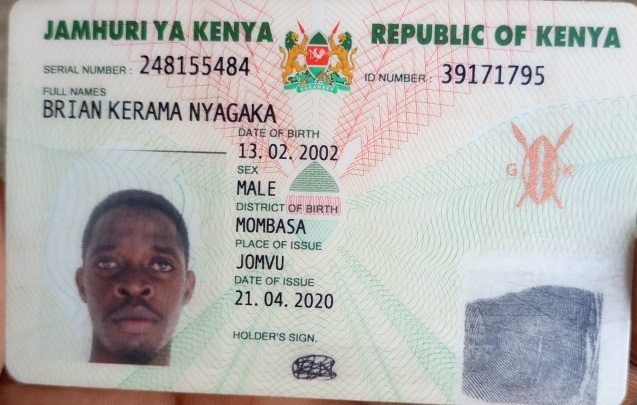 JAMHURI YA KENYA REPUBLIC OF KENYA
SERIAL NUMBER : 248155484 ID NUMBER : 39171795
FULL NAMES
BRIAN KERAMA NYAGAKA
DATE OF BIRTH
13. 02. 2002
SEX
MALE
DISTRICT OF BIRTH
MOMBASA
PLACE OF ISSUE
JOMVU
DATE OF ISSUE
21. 04. 2020
HOLDER'S SIGN.
G K
HARAMBEE